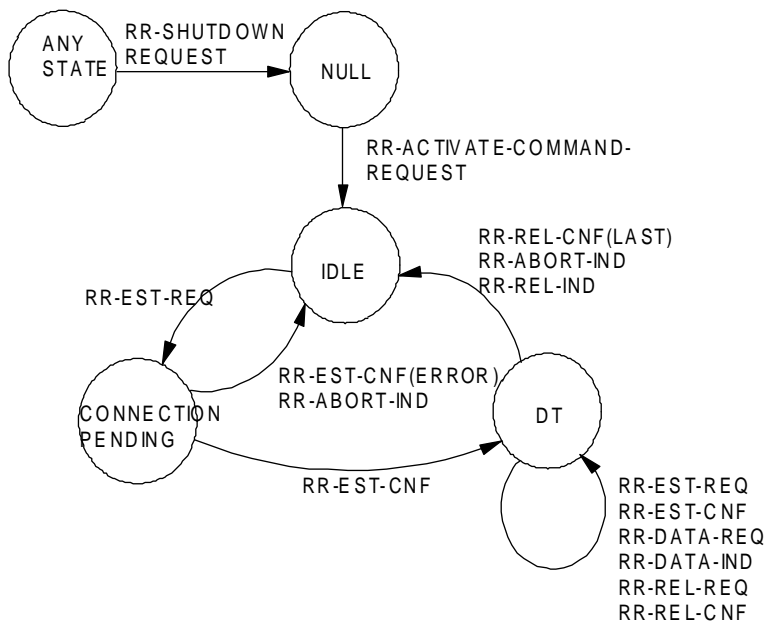 ANY
STATE
RR-SHUTDOWN
REQUEST
NULL
RR-ACTIVATE-COMMAND-
REQUEST
IDLE
RR-REL-CNF(LAST)
RR-ABORT-IND
RR-REL-IND
RR-EST-REQ
RR-EST-CNF(ERROR)
RR-ABORT-IND
CONNECTION
PENDING
DT
RR-EST-CNF
RR-EST-REQ
RR-EST-CNF
RR-DATA-REQ
RR-DATA-IND
RR-REL-REQ
RR-REL-CNF